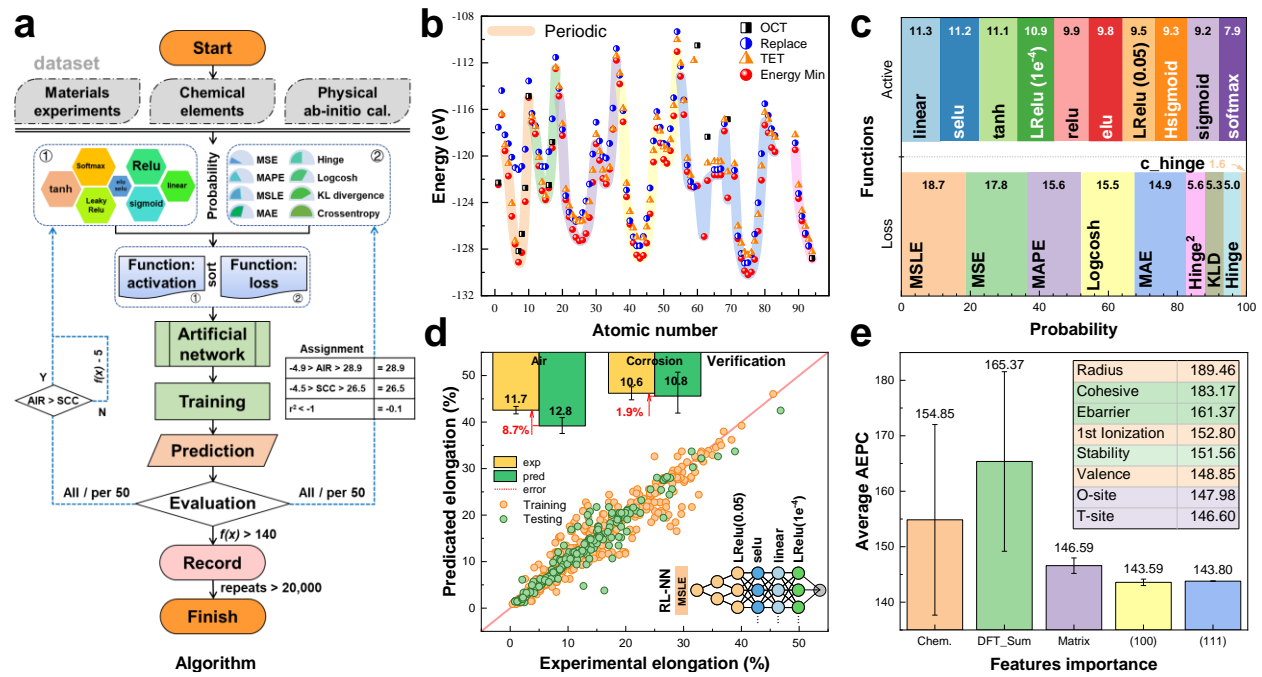 a
Start
dataset
Materials
experiments
Chemical
elements
Physical
ab-initio cal.
①
Softmax
Relu
tanh
elu
selu
linear
Leaky
Relu
sigmoid
Probability
②
MSE
Hinge
MAPE
Logcosh
MSLE
KL divergence
MAE
Crossentropy
Function:
activation
①
sort
Function:
loss
②
Artificial
network
Training
Prediction
Evaluation
Y
f(x) - 5
AIR > SCC
N
Assignment
-4.9 > AIR > 28.9
= 28.9
-4.5 > SCC > 26.5
= 26.5
r² < -1
= -0.1
All / per 50
All / per 50
f(x) > 140
Record
repeats > 20,000
Finish
Algorithm
b
Periodic
OCT
Replace
TET
Energy Min
Energy (eV)
-108
-112
-116
-120
-124
-128
-132
0
10
20
30
40
50
60
70
80
90
Atomic number
c
Functions
Active
Loss
11.3
11.2
11.1
10.9
9.9
9.8
9.5
9.3
9.2
7.9
linear
selu
tanh
LRelu (1e⁻⁴)
relu
elu
LRelu (0.05)
Hsigmoid
sigmoid
softmax
c_hinge
1.6
18.7
17.8
15.6
15.5
14.9
5.6
5.3
5.0
MSLE
MSE
MAPE
Logcosh
MAE
Hinge²
KLD
Hinge
0
20
40
60
80
100
Probability
d
Air
Corrosion
Verification
11.7
12.8
8.7%
10.6
10.8
1.9%
exp
pred
error
Training
Testing
Predicated elongation (%)
50
40
30
20
10
0
0
10
20
30
40
50
Experimental elongation (%)
RL-NN
MSLE
LRelu(0.05)
selu
linear
LRelu(1e⁻⁴)
e
Average AEPC
180
170
160
150
140
154.85
165.37
146.59
143.59
143.80
Radius
189.46
Cohesive
183.17
Ebarrier
161.37
1st Ionization
152.80
Stability
151.56
Valence
148.85
O-site
147.98
T-site
146.60
Chem.
DFT_Sum
Matrix
(100)
(111)
Features importance